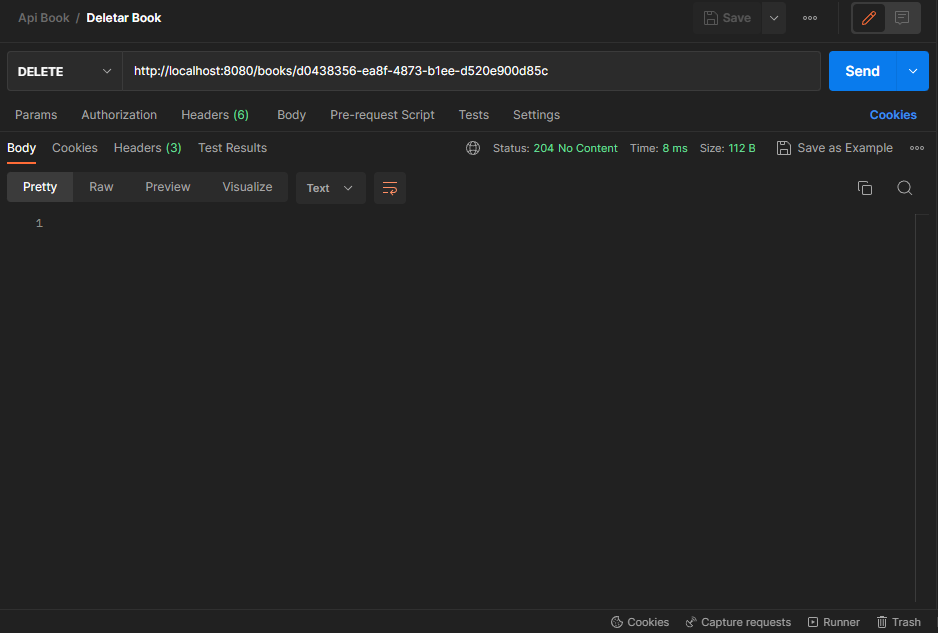 Api Book / Deletar Book Save
DELETE http://localhost:8080/books/d0438356-ea8f-4873-b1ee-d520e900d85c Send
Params Authorization Headers (6) Body Pre-request Script Tests Settings Cookies
Body Cookies Headers (3) Test Results Status: 204 No Content Time: 8 ms Size: 112 B Save as Example
Pretty Raw Preview Visualize Text
1
Cookies Capture requests Runner Trash